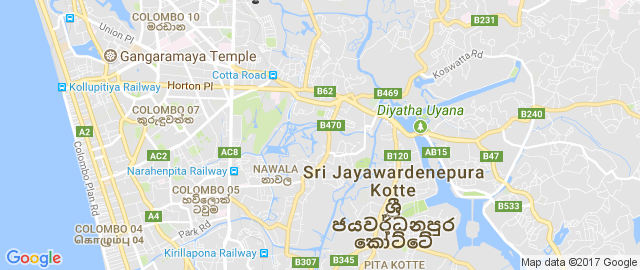 COLOMBO 10
මරදාන
Union Pl
Gangaramaya Temple
Cotta Road
Kollupitiya Railway
Horton Pl
B62
B469
B231
Koswatta Rd
Diyatha Uyana
B240
COLOMBO 07
කුරුඳුවත්ත
A2
B470
AC2
AC8
AB15
B47
B120
Colombo Plan Rd
Narahenpita Railway
NAWALA
නාවල
Sri Jayawardenepura
Kotte
ශ්‍රී
ජයවර්ධනපුර
කෝට්ටේ
COLOMBO 05
හව්ලොක්
ටවුම
A4
Park Rd
B533
COLOMBO 04
කොළඹ 04
Kirillapona Railway
B307
B345
PITA KOTTE
Google
Map data ©2017 Google